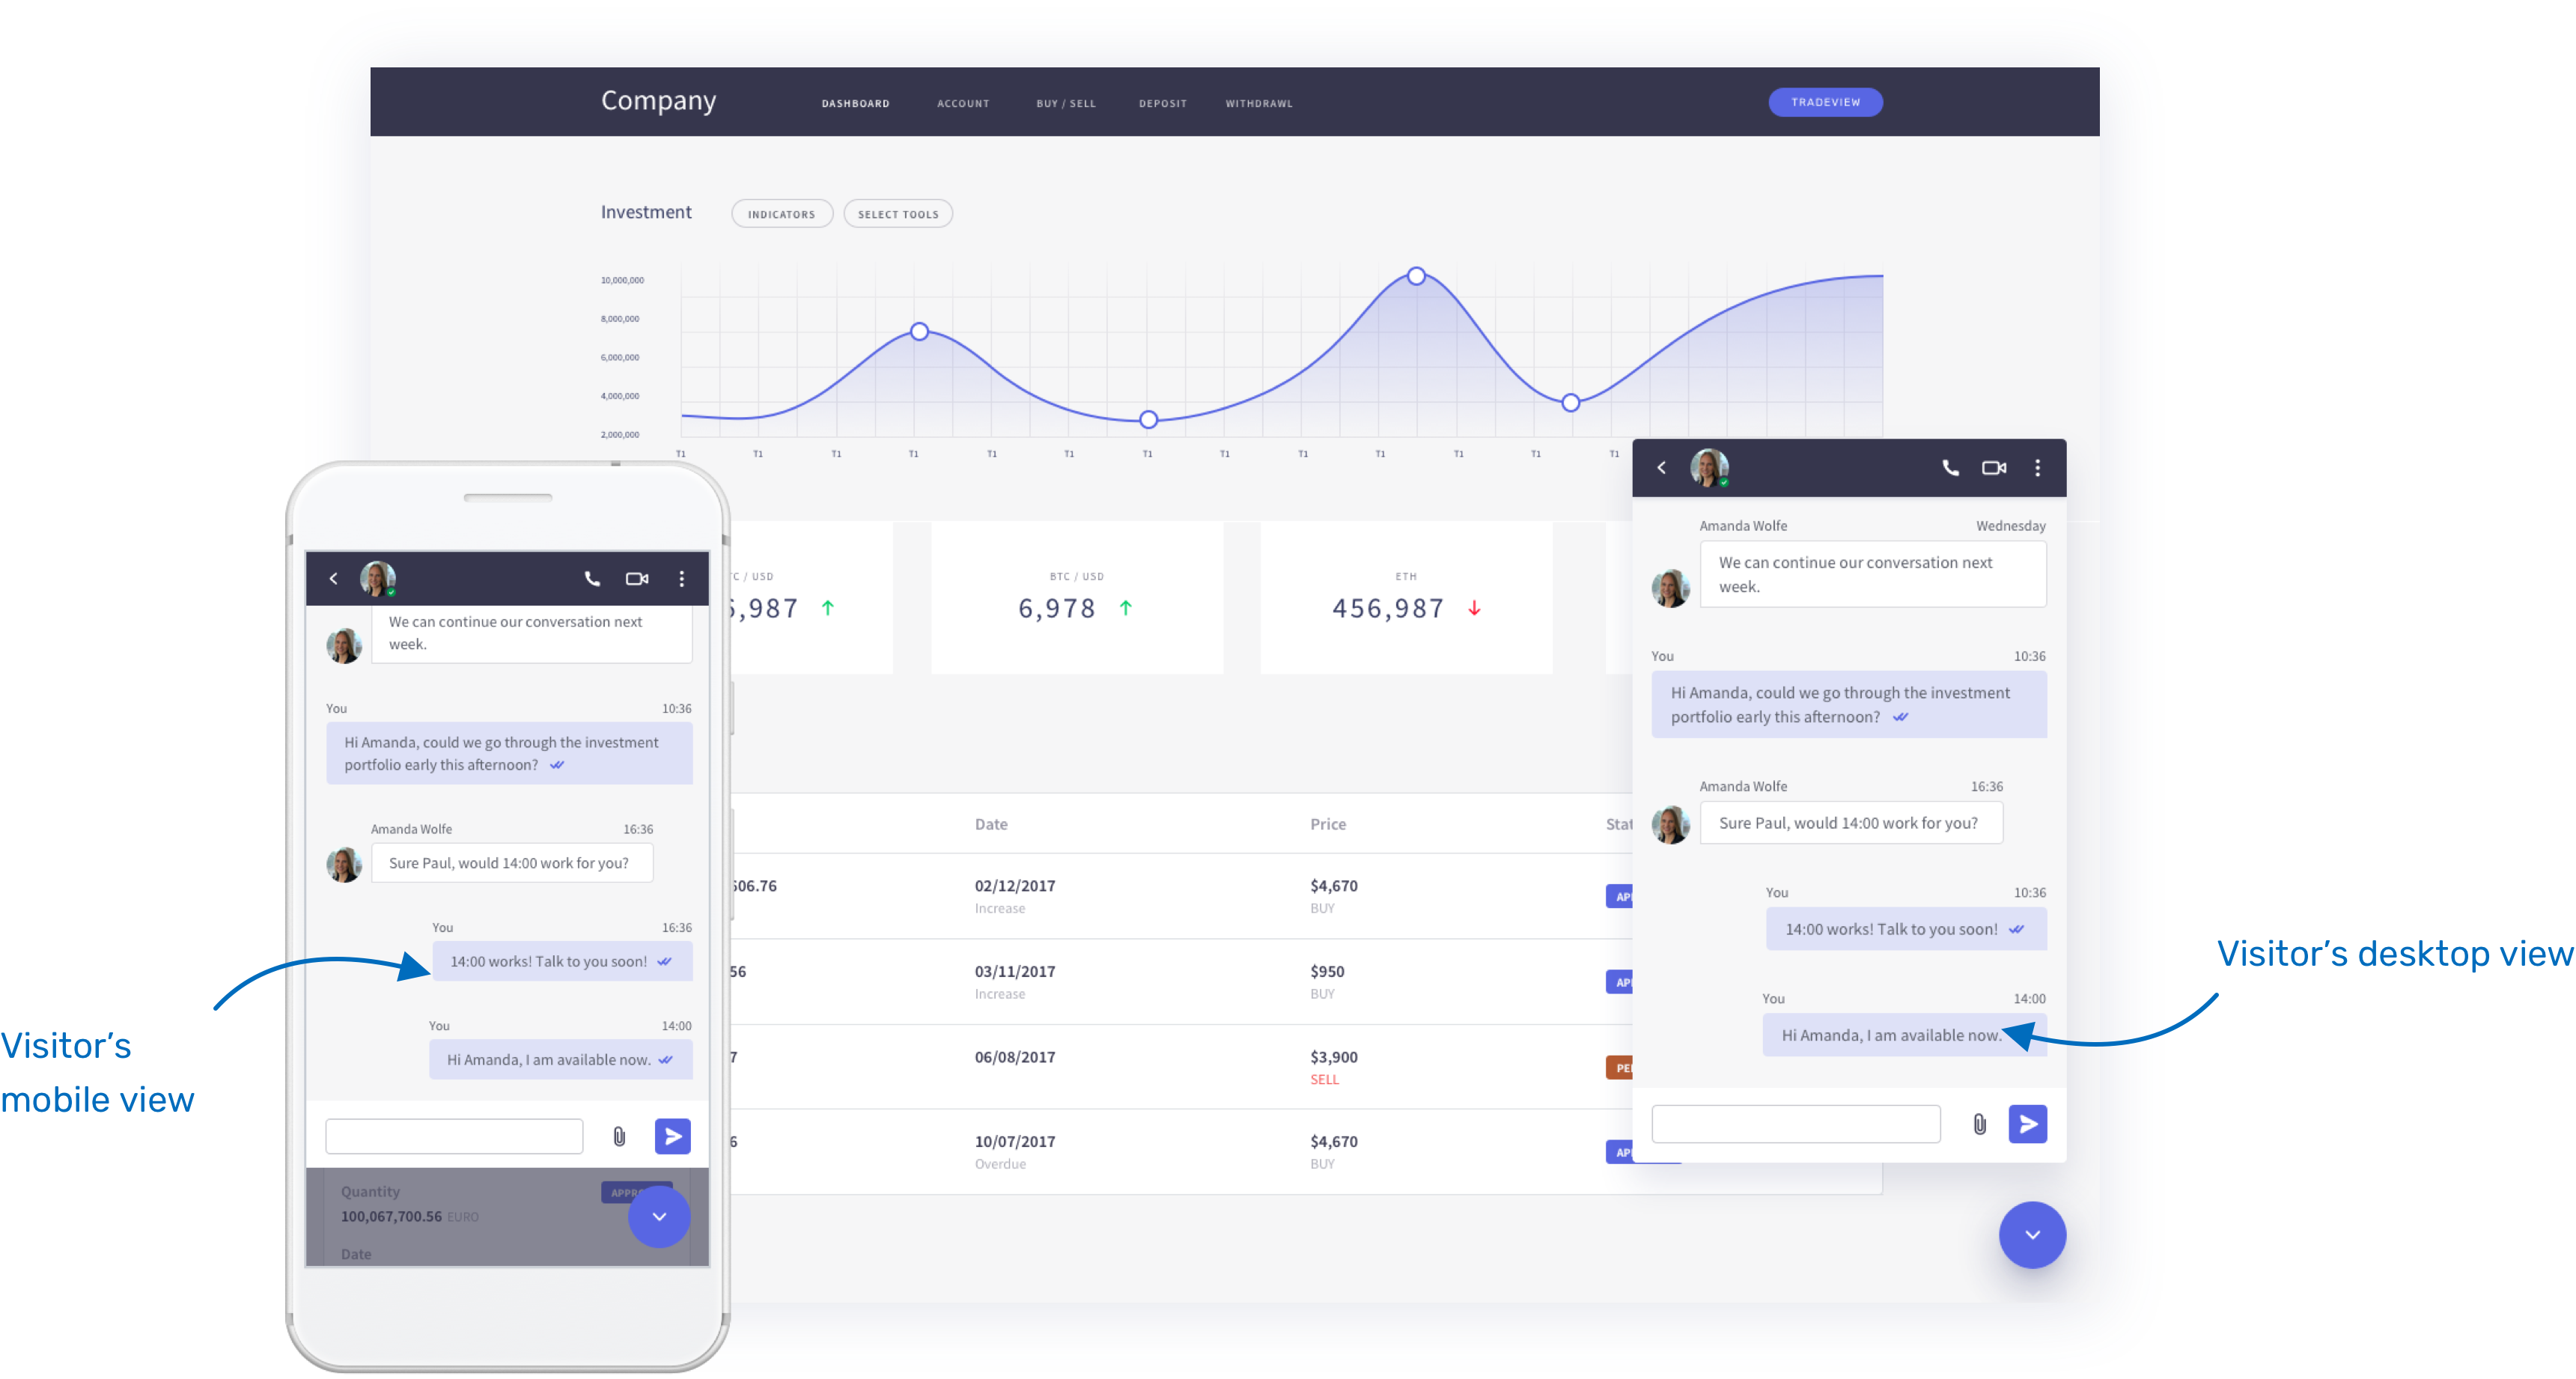 Company
DASHBOARD
ACCOUNT
BUY / SELL
DEPOSIT
WITHDRAWL
TRADEVIEW
Investment
INDICATORS
SELECT TOOLS
10,000,000
8,000,000
6,000,000
4,000,000
2,000,000
T1 T1 T1 T1 T1 T1 T1 T1 T1 T1 T1 T1 T1
/ USD
,987
BTC / USD
6,978
ETH
456,987
Date Price
606.76 02/12/2017 $4,670
Increase BUY
56 03/11/2017 $950
Increase BUY
7 06/08/2017 $3,900
SELL
6 10/07/2017 $4,670
Overdue BUY
We can continue our conversation next
week.
You 10:36
Hi Amanda, could we go through the investment
portfolio early this afternoon?
Amanda Wolfe 16:36
Sure Paul, would 14:00 work for you?
You 16:36
14:00 works! Talk to you soon!
You 14:00
Hi Amanda, I am available now.
Quantity
100,067,700.56 EURO
Date
Visitor's
mobile view
Amanda Wolfe Wednesday
We can continue our conversation next
week.
You 10:36
Hi Amanda, could we go through the investment
portfolio early this afternoon?
Amanda Wolfe 16:36
Sure Paul, would 14:00 work for you?
You 10:36
14:00 works! Talk to you soon!
You 14:00
Hi Amanda, I am available now.
Visitor's desktop view